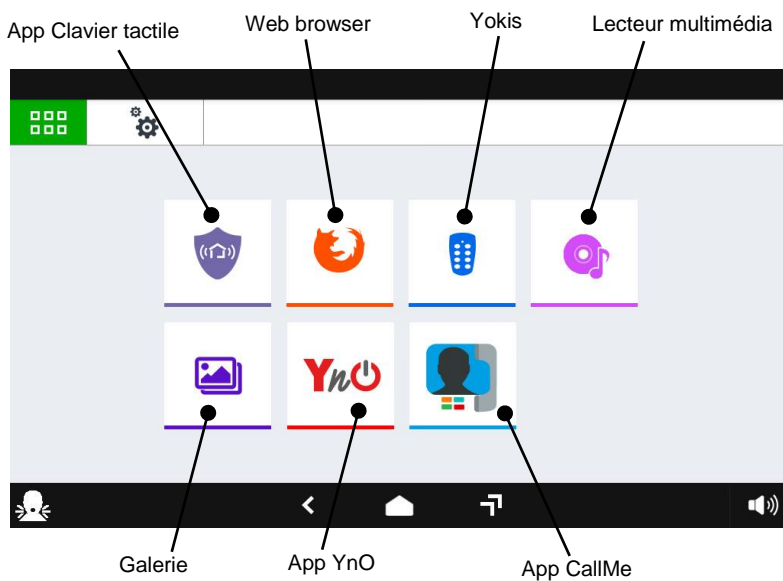 App Clavier tactile
Web browser
Yokis
Lecteur multimédia
YnO
Galerie
App YnO
App CallMe